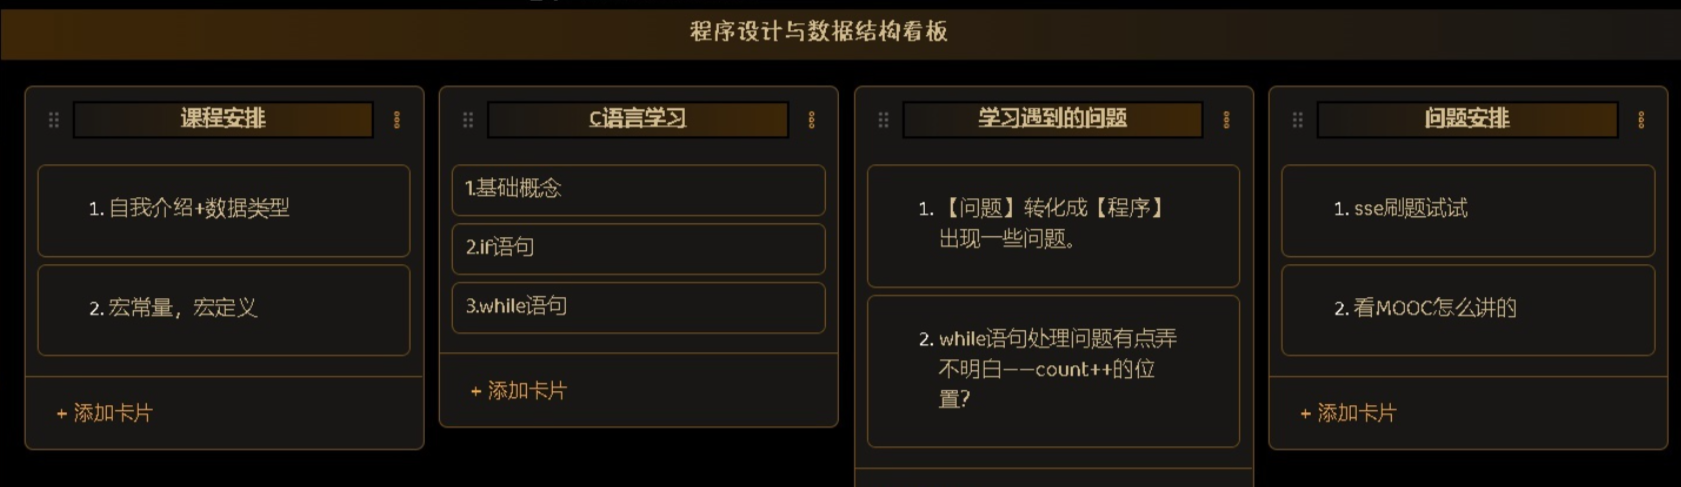 程序设计与数据结构看板
课程安排
1. 自我介绍+数据类型
2. 宏常量，宏定义
+ 添加卡片
C语言学习
1.基础概念
2.if语句
3.while语句
+ 添加卡片
学习遇到的问题
1. 【问题】转化成【程序】
出现一些问题。
2. while语句处理问题有点弄
不明白——count++的位
置?
问题安排
1. sse刷题试试
2. 看MOOC怎么讲的
+ 添加卡片